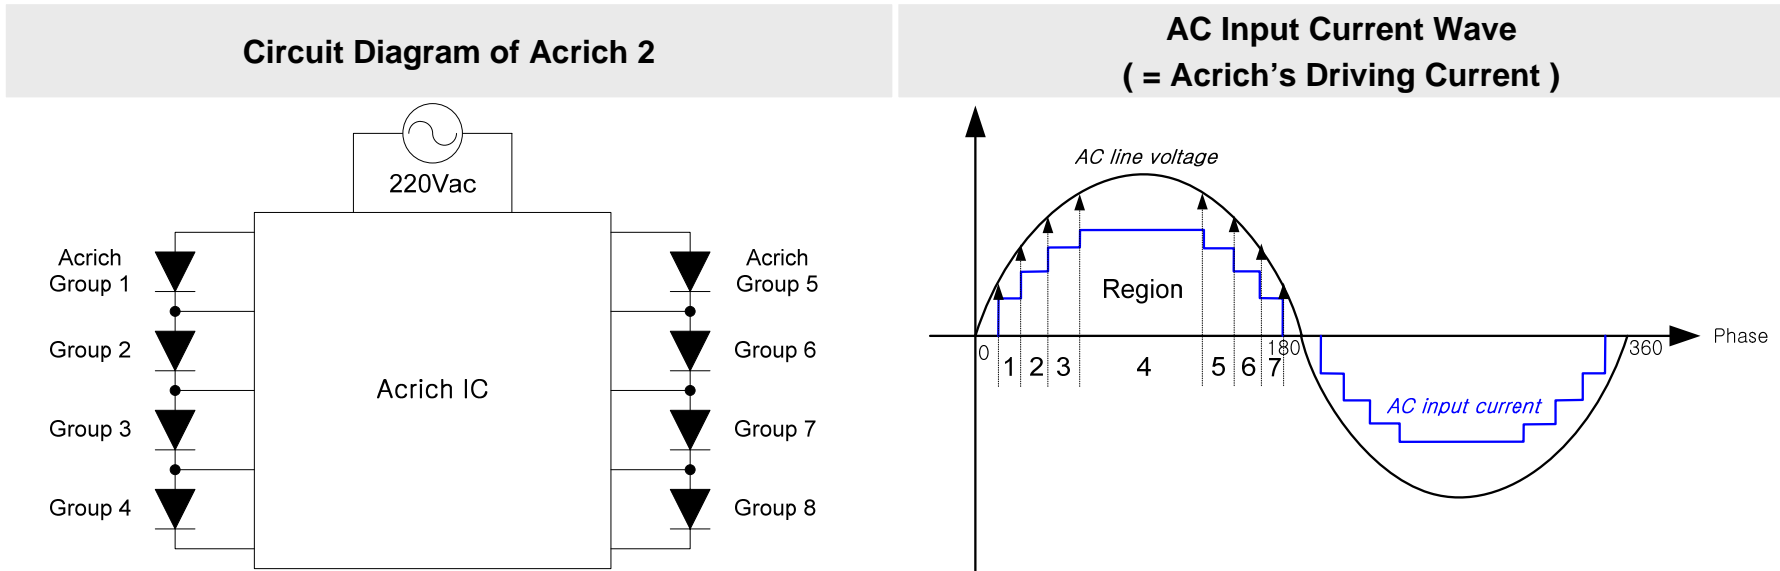 Circuit Diagram of Acrich 2
AC Input Current Wave
( = Acrich’s Driving Current )
220Vac
Acrich
Group 1
Group 2
Group 3
Group 4
Acrich IC
Acrich
Group 5
Group 6
Group 7
Group 8
AC line voltage
Region
0
180
360
Phase
1 2 3 4 5 6 7
AC input current